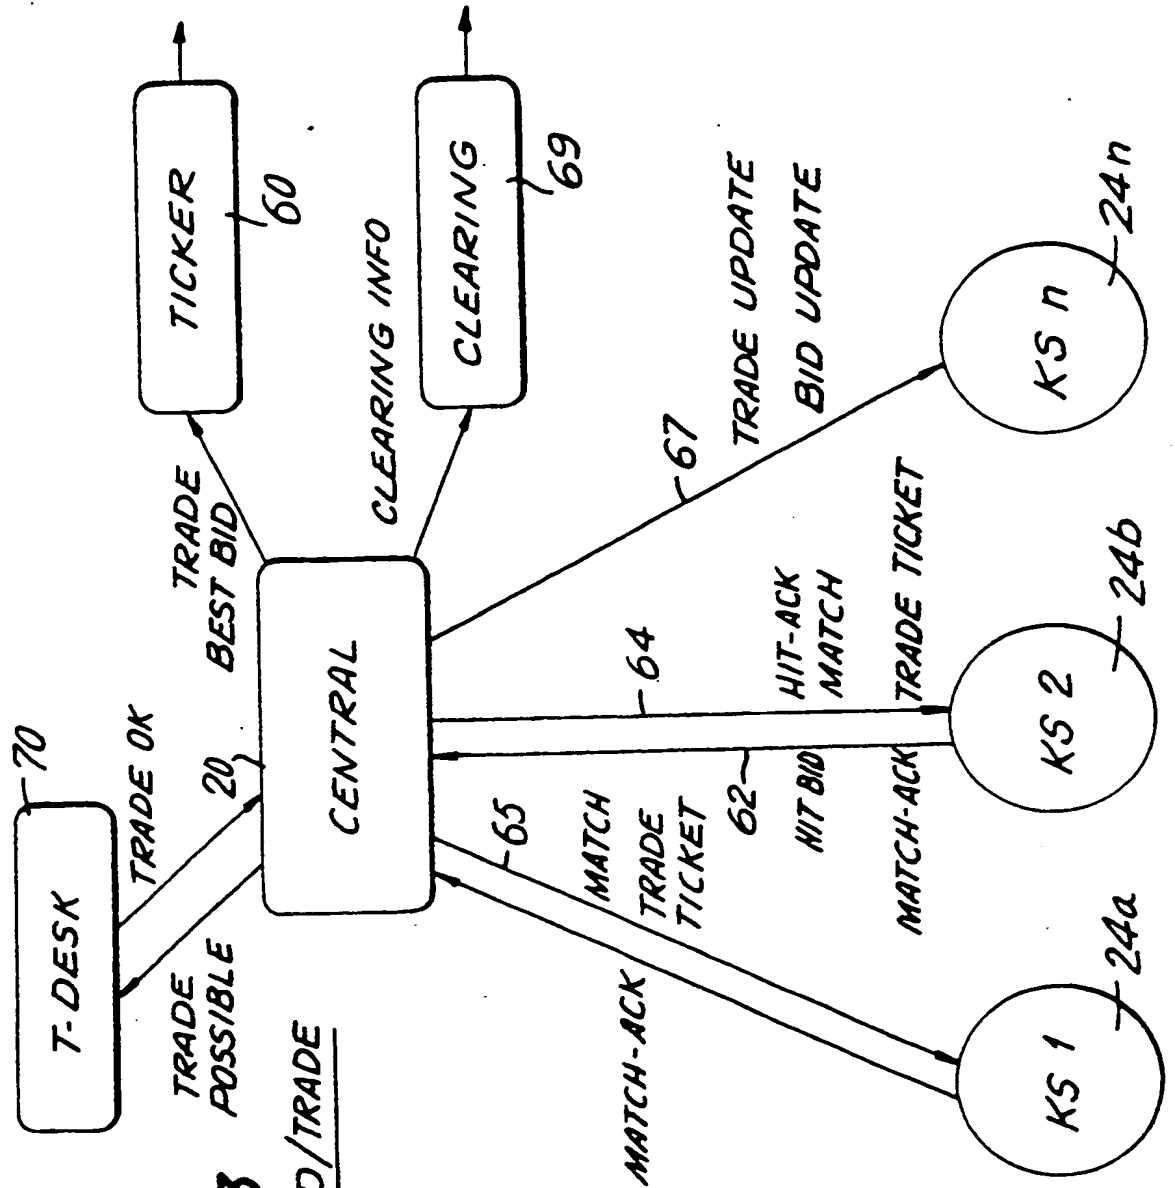 T-DESK
70
TRADE
POSSIBLE
TRADE OK
20
CENTRAL
TRADE
BEST BID
TICKER
60
CLEARING INFO
CLEARING
69
3
D/TRADE
MATCH-ACK
65
MATCH
TRADE
TICKET
62
HIT BID
MATCH-ACK
64
HIT-ACK
MATCH
TRADE TICKET
67
TRADE UPDATE
BID UPDATE
KS 1
24a
KS 2
24b
KS n
24n